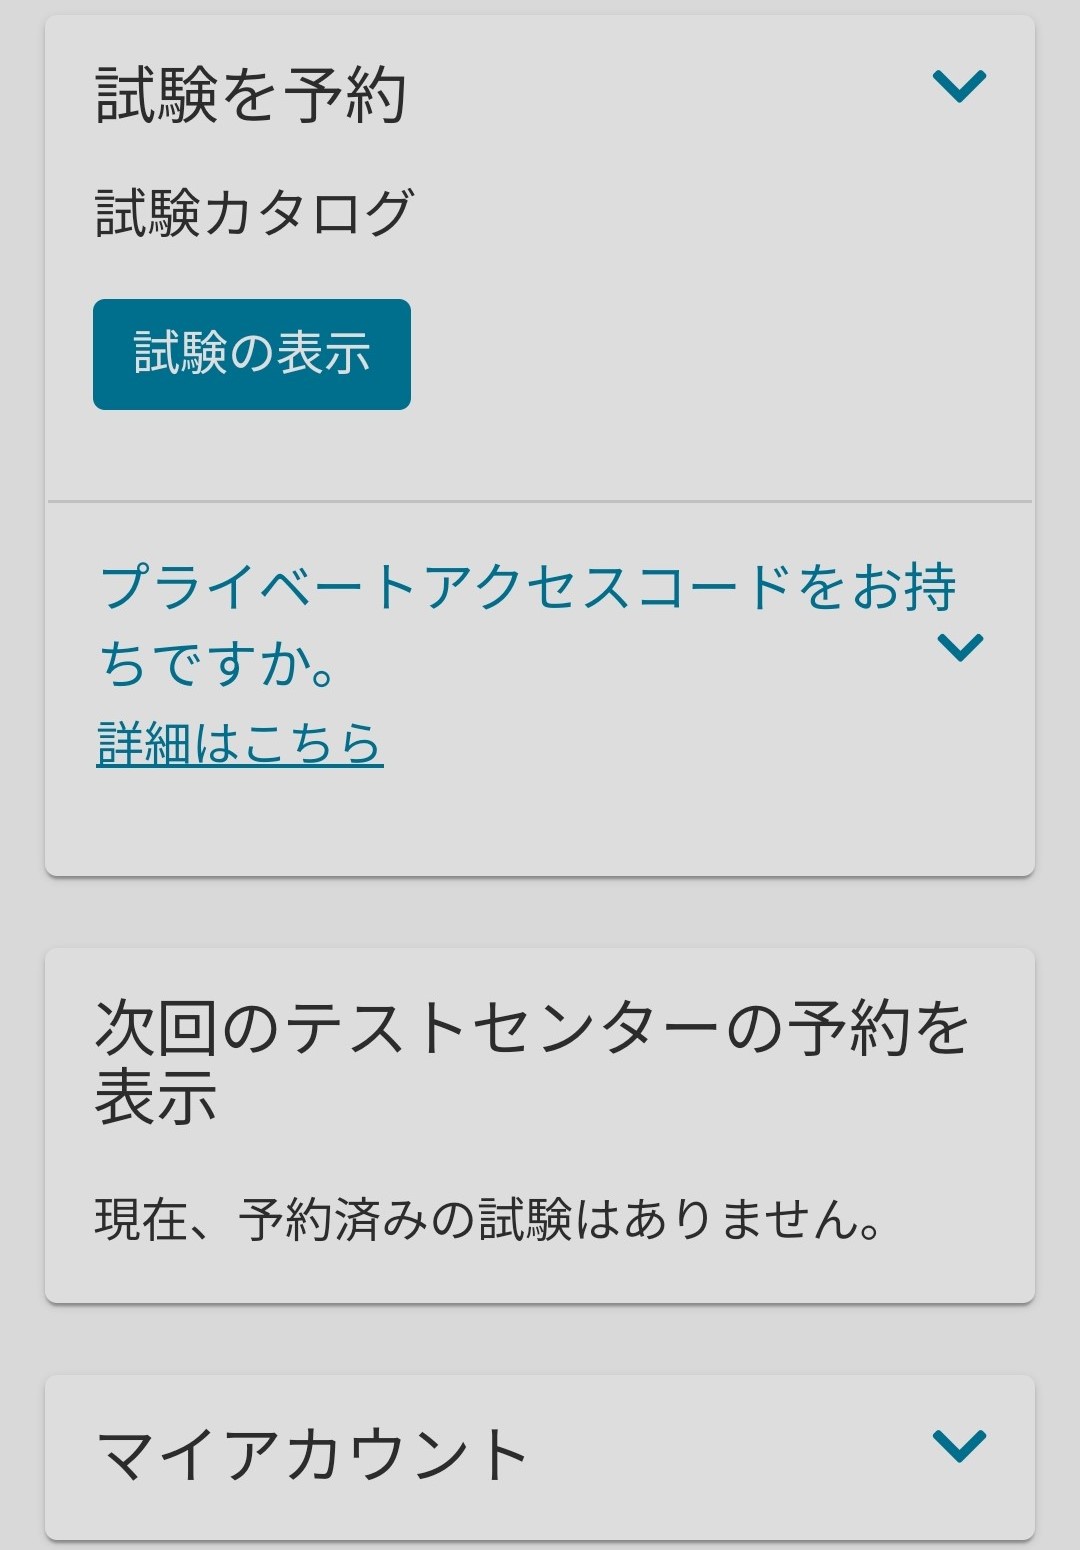 試験を予約
試験カタログ
試験の表示
プライベートアクセスコードをお持
ちですか。
詳細はこちら
次回のテストセンターの予約を
表示
現在、予約済みの試験はありません。
マイアカウント